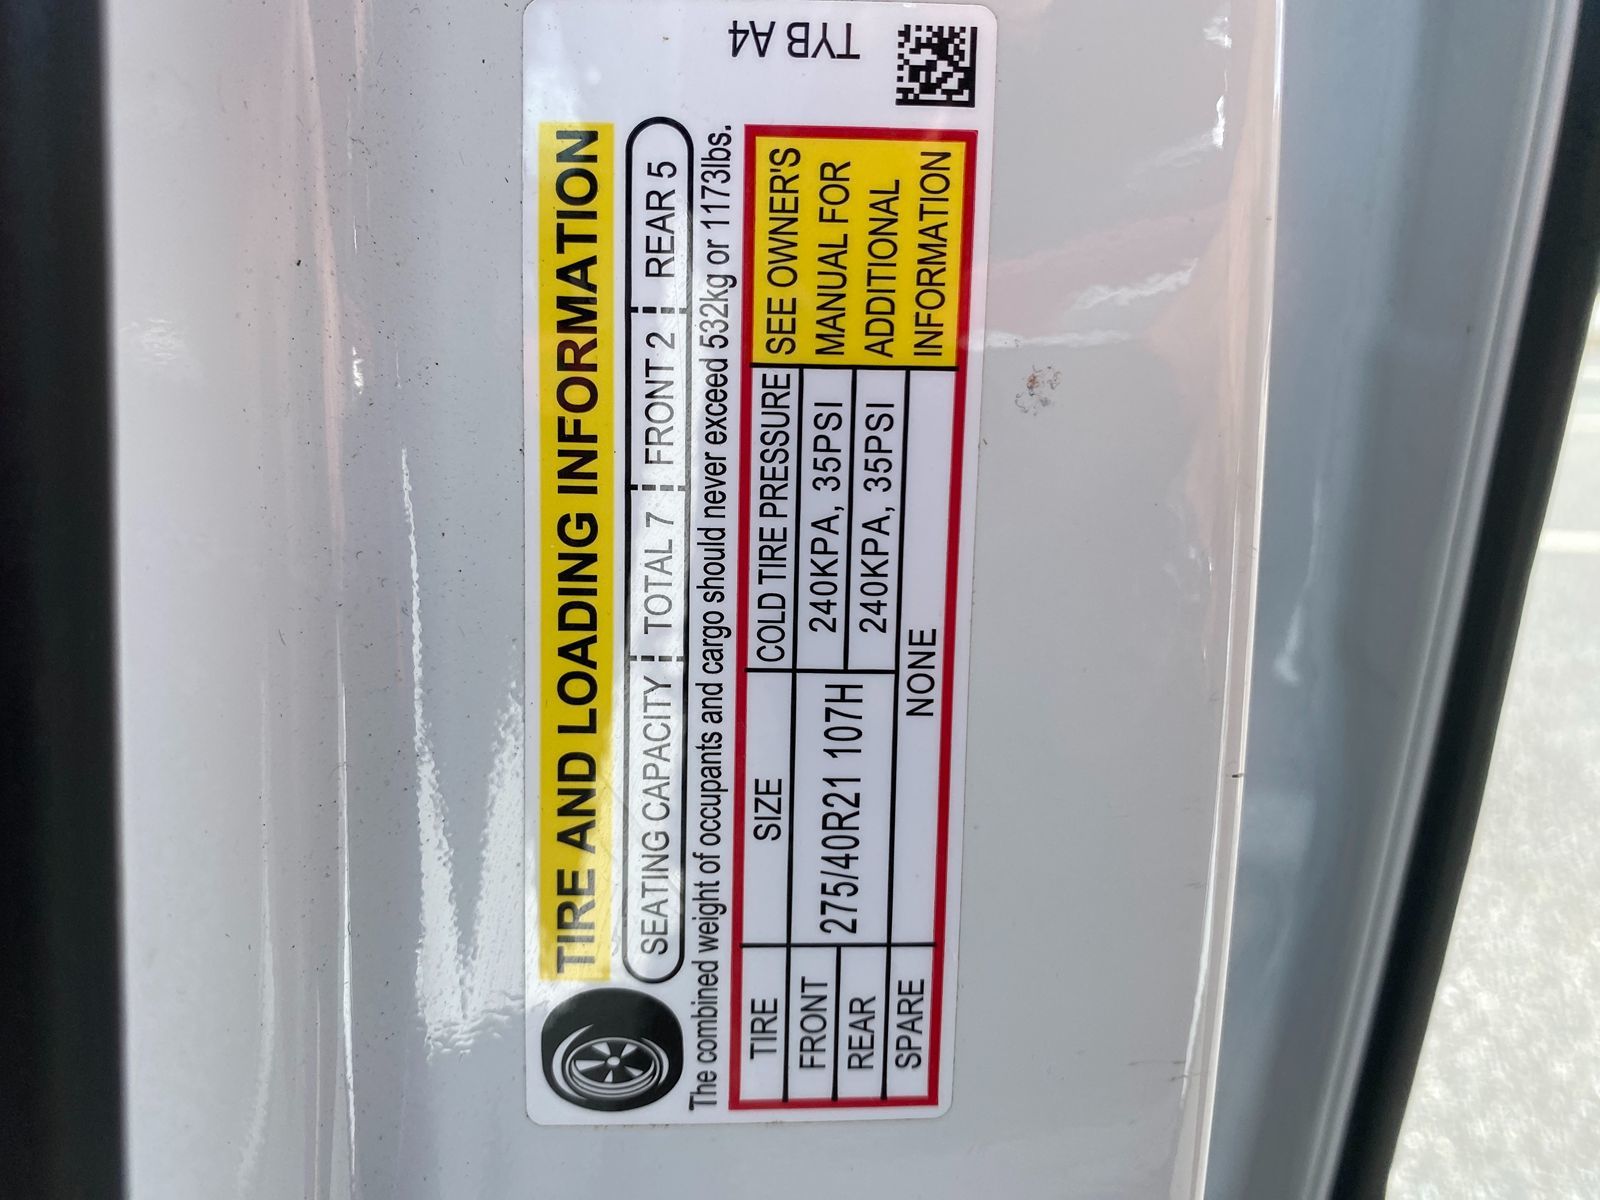 TYB A4
TIRE AND LOADING INFORMATION
SEATING CAPACITY TOTAL 7 FRONT 2 REAR 5
The combined weight of occupants and cargo should never exceed 532kg or 1173lbs.
TIRE SIZE COLD TIRE PRESSURE
FRONT 275/40R21 107H 240KPA, 35PSI
REAR 240KPA, 35PSI
SPARE NONE
SEE OWNER'S
MANUAL FOR
ADDITIONAL
INFORMATION